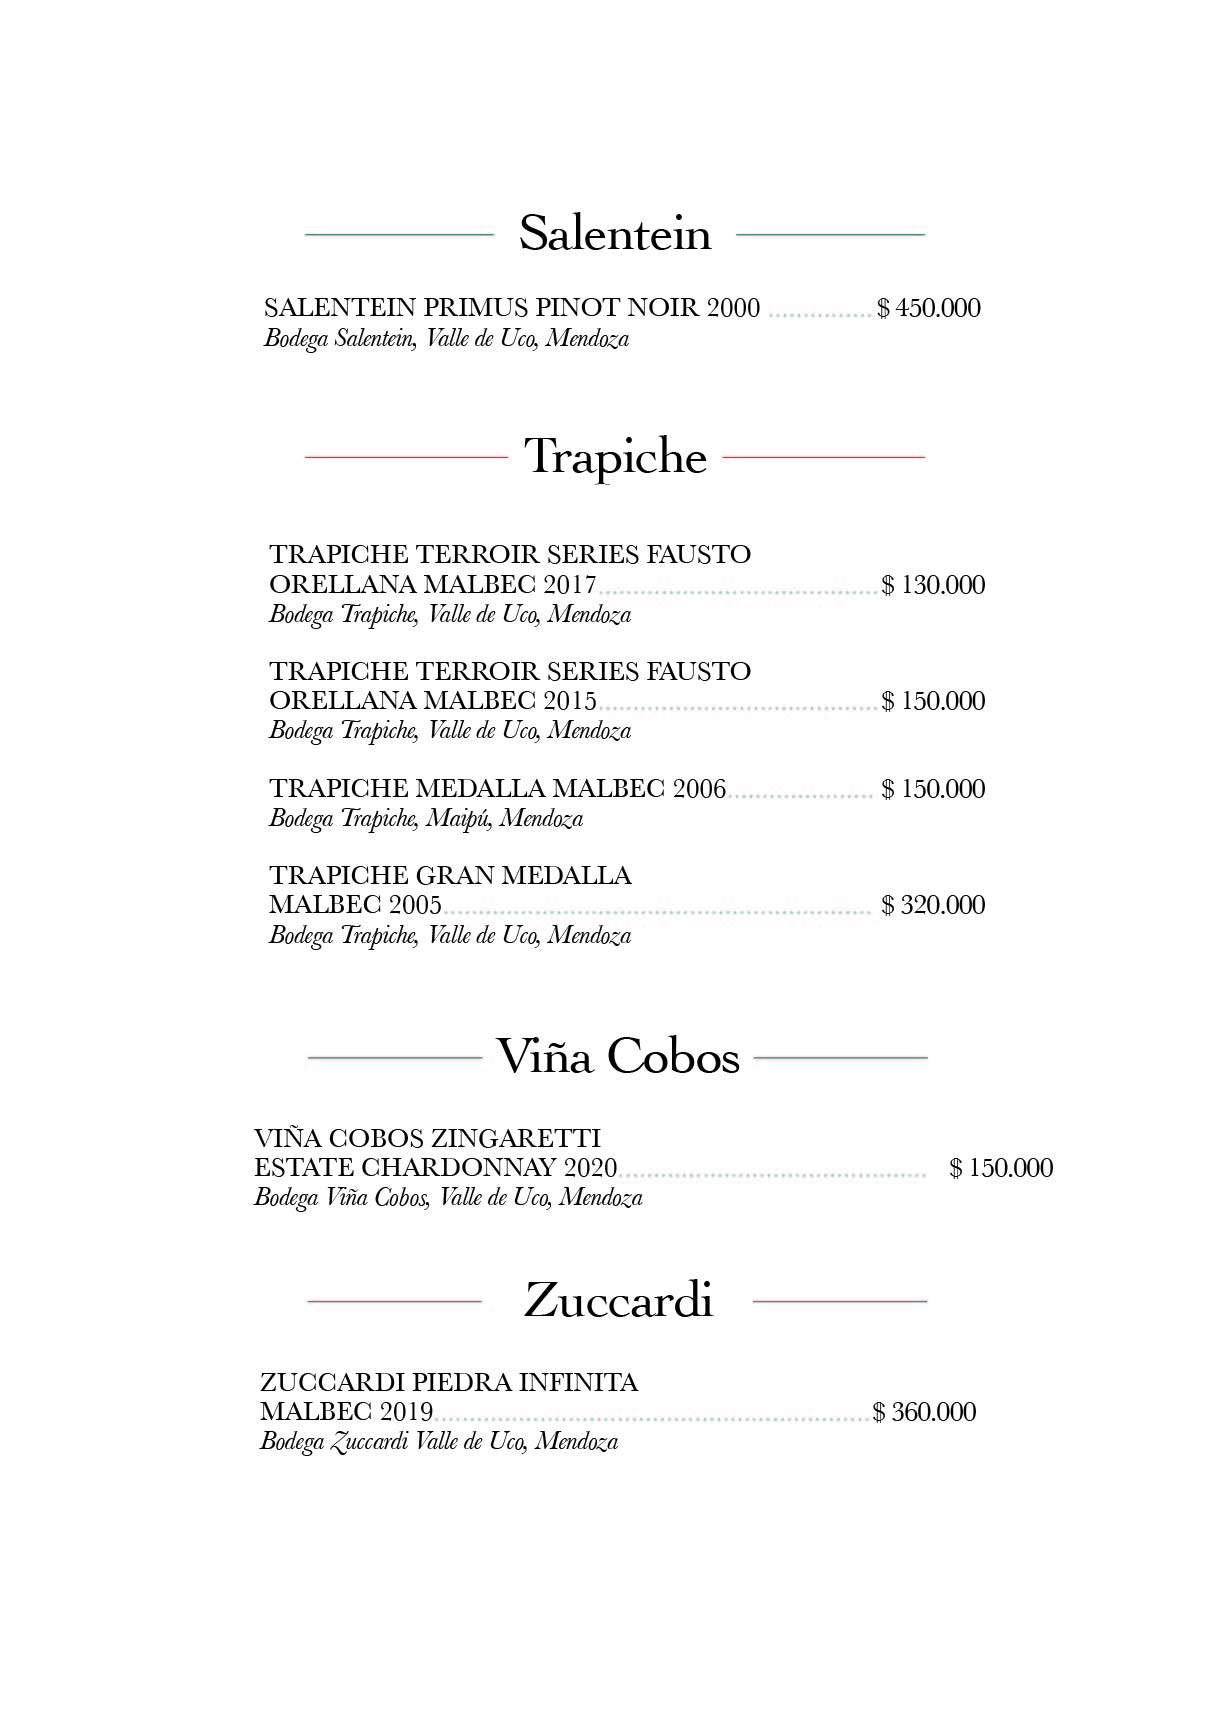 Salentein
SALENTEIN PRIMUS PINOT NOIR 2000 ............... $ 450.000
Bodega Salentein, Valle de Uco, Mendoza
Trapiche
TRAPICHE TERROIR SERIES FAUSTO
ORELLANA MALBEC 2017........................................ $ 130.000
Bodega Trapiche, Valle de Uco, Mendoza
TRAPICHE TERROIR SERIES FAUSTO
ORELLANA MALBEC 2015........................................ $ 150.000
Bodega Trapiche, Valle de Uco, Mendoza
TRAPICHE MEDALLA MALBEC 2006..................... $ 150.000
Bodega Trapiche, Maipú, Mendoza
TRAPICHE GRAN MEDALLA
MALBEC 2005............................................................. $ 320.000
Bodega Trapiche, Valle de Uco, Mendoza
Viña Cobos
VIÑA COBOS ZINGARETTI
ESTATE CHARDONNAY 2020............................................ $ 150.000
Bodega Viña Cobos, Valle de Uco, Mendoza
Zuccardi
ZUCCARDI PIEDRA INFINITA
MALBEC 2019.............................................................. $ 360.000
Bodega Zuccardi Valle de Uco, Mendoza